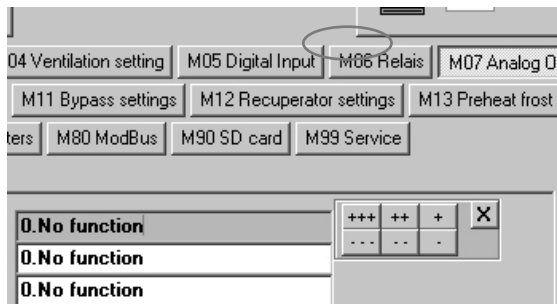 04 Ventilation setting M05 Digital Input M06 Relais M07 Analog O
M11 Bypass settings M12 Recuperator settings M13 Preheat frost
ters M80 ModBus M90 SD card M99 Service
0.No function +++ ++ + X
--- -- -
0.No function
0.No function